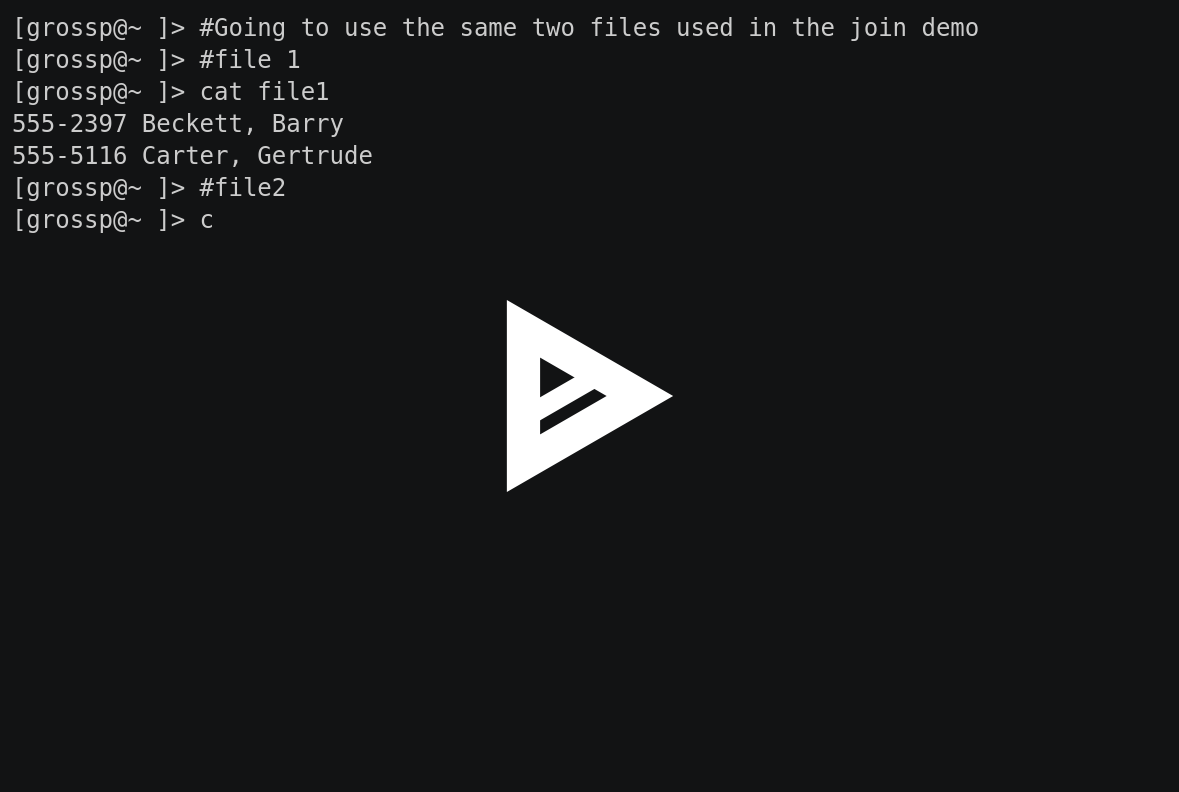 [grossp@~ ]> #Going to use the same two files used in the join demo
[grossp@~ ]> #file 1
[grossp@~ ]> cat file1
555-2397 Beckett, Barry
555-5116 Carter, Gertrude
[grossp@~ ]> #file2
[grossp@~ ]> c